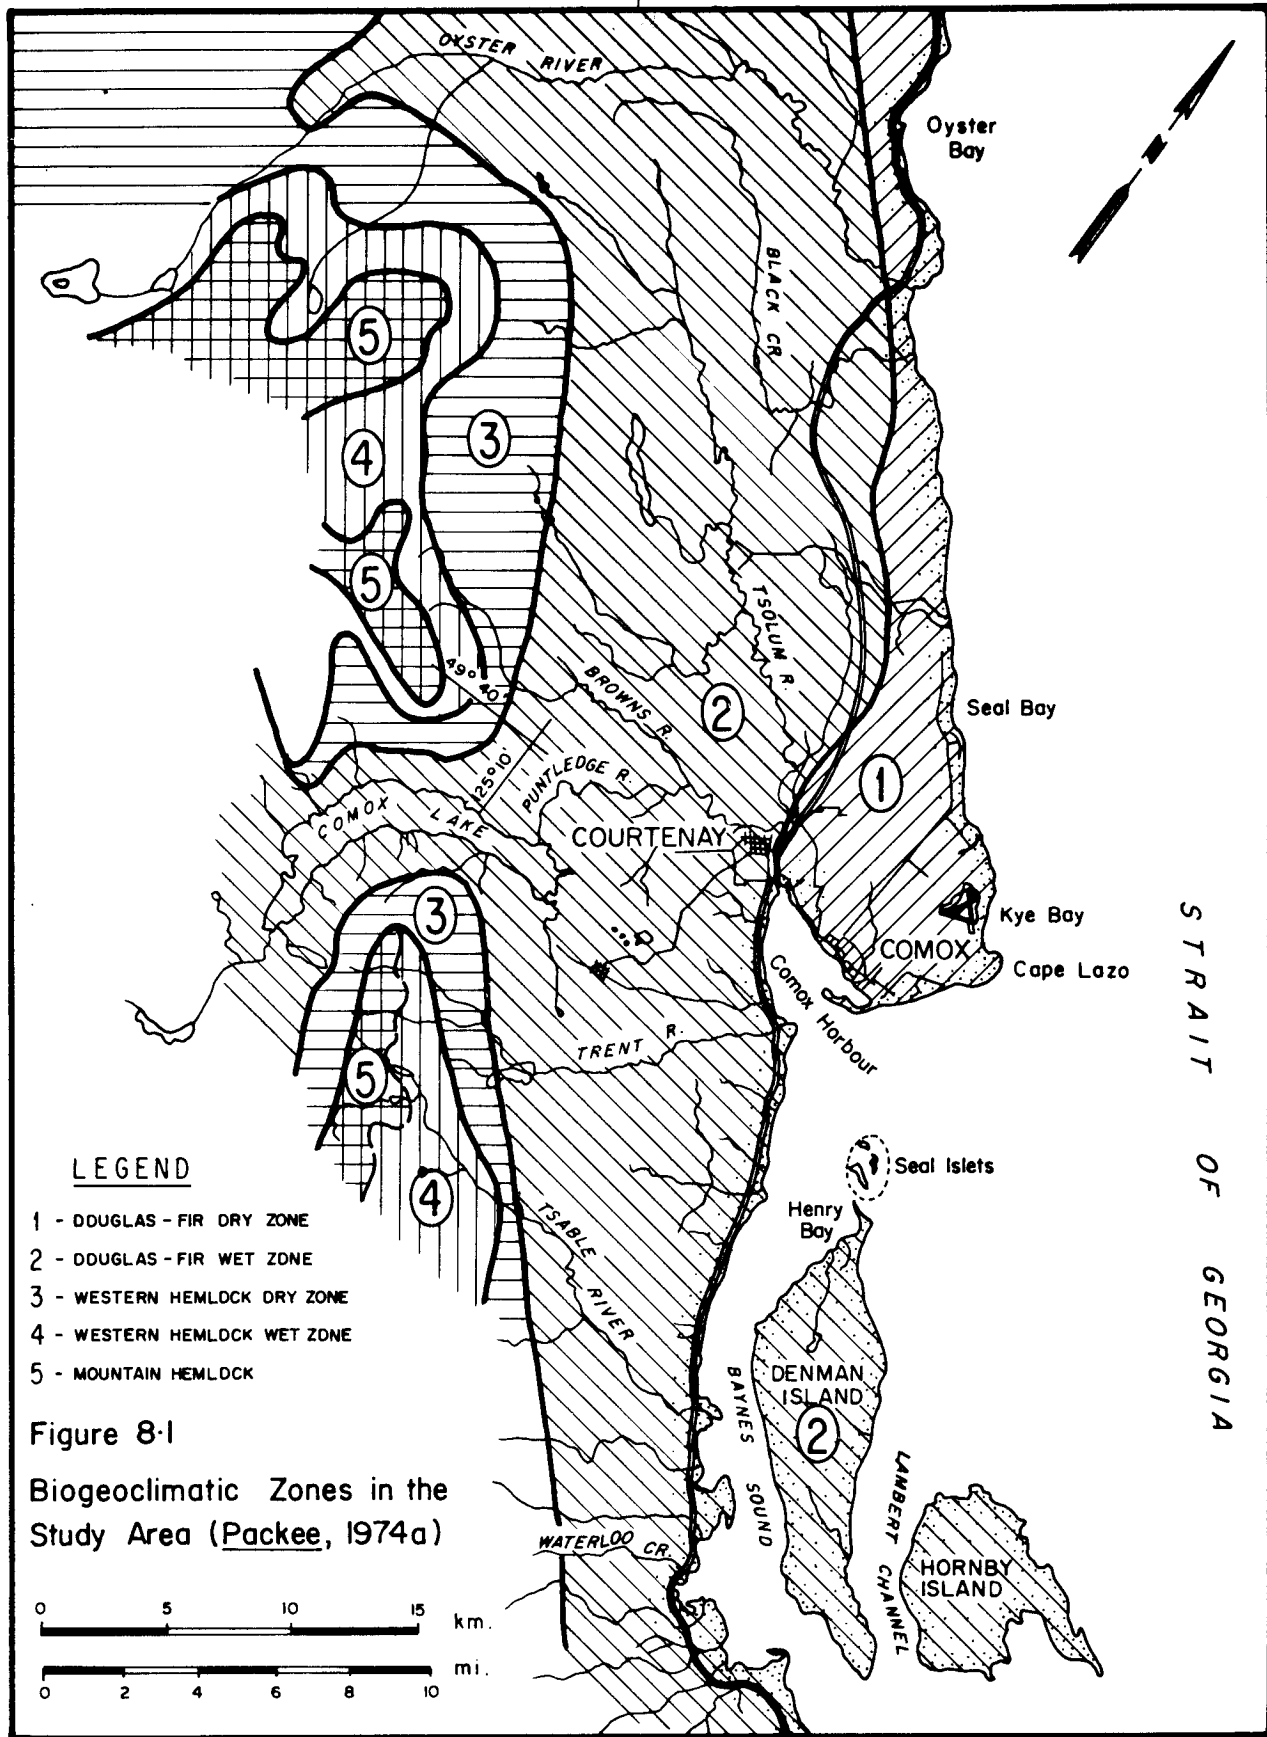 OYSTER RIVER
Oyster
Bay
BLACK CR
5
3
4
5
TSOLUM R.
49° 40'
BROWNS R.
2
Seal Bay
125° 10'
PUNTLEDGE R.
1
COMOX LAKE
COURTENAY
3
Kye Bay
COMOX
Cape Lazo
Comox Harbour
STRAIT OF GEORGIA
TRENT R.
5
4
Seal Islets
Henry
Bay
TSABLE RIVER
DENMAN
ISLAND
2
BAYNES SOUND
LAMBERT CHANNEL
HORNBY
ISLAND
WATERLOO CR.
LEGEND
1 - DOUGLAS - FIR DRY ZONE
2 - DOUGLAS - FIR WET ZONE
3 - WESTERN HEMLOCK DRY ZONE
4 - WESTERN HEMLOCK WET ZONE
5 - MOUNTAIN HEMLOCK
Figure 8·1
Biogeoclimatic Zones in the
Study Area (Packee, 1974a)
0 5 10 15 km.
mi.
0 2 4 6 8 10